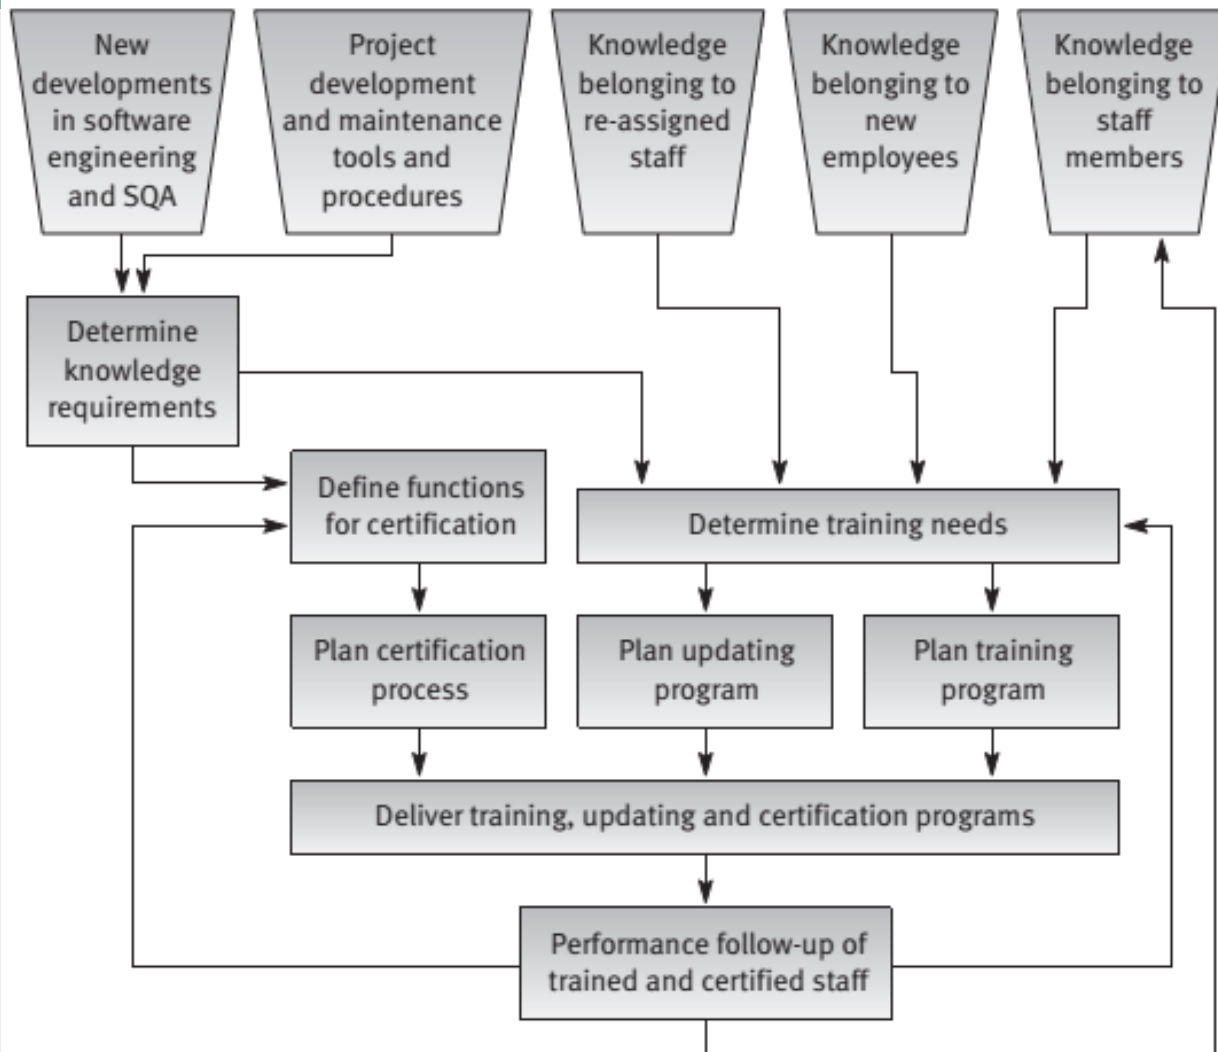 New
developments
in software
engineering
and SQA
Project
development
and maintenance
tools and
procedures
Knowledge
belonging to
re-assigned
staff
Knowledge
belonging to
new
employees
Knowledge
belonging to
staff
members
Determine
knowledge
requirements
Define functions
for certification
Determine training needs
Plan certification
process
Plan updating
program
Plan training
program
Deliver training, updating and certification programs
Performance follow-up of
trained and certified staff